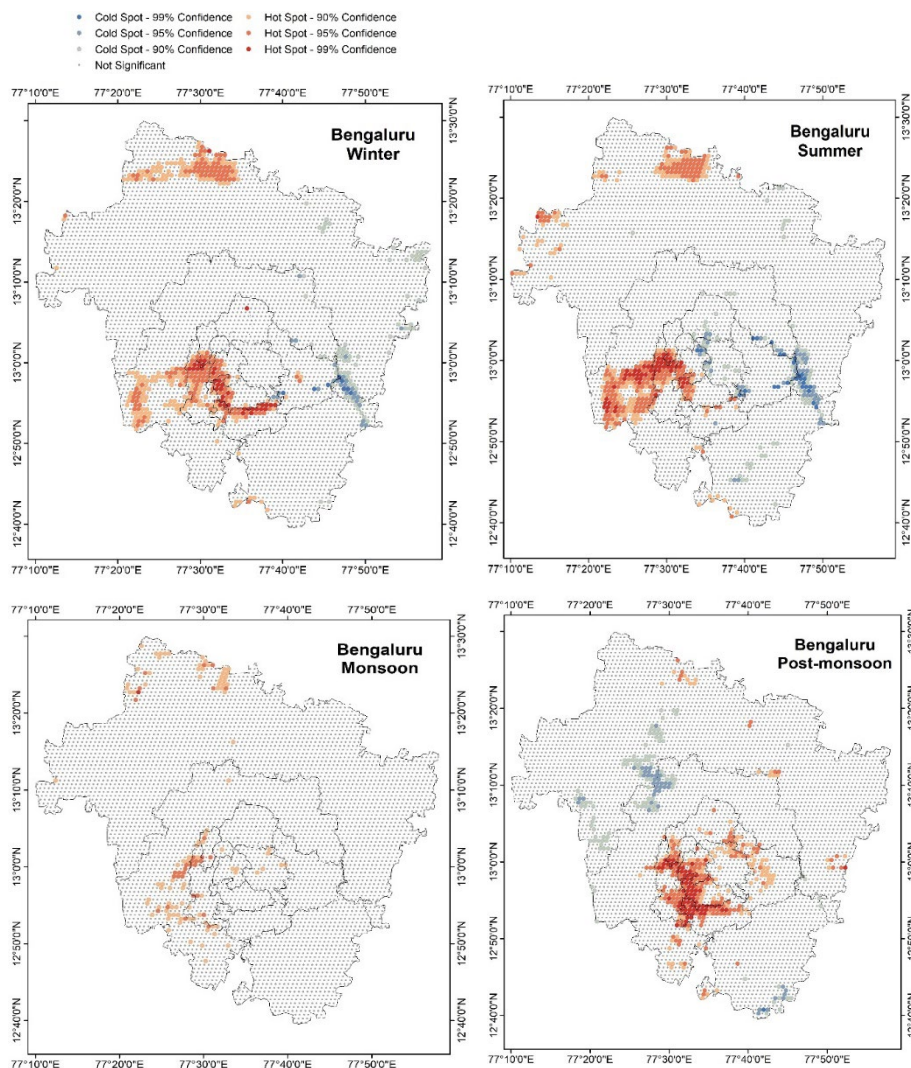 Cold Spot - 99% Confidence
Hot Spot - 90% Confidence
Cold Spot - 95% Confidence
Hot Spot - 95% Confidence
Cold Spot - 90% Confidence
Hot Spot - 99% Confidence
Not Significant
77°10'0"E 77°20'0"E 77°30'0"E 77°40'0"E 77°50'0"E
Bengaluru
Winter
13°30'0"N
13°20'0"N
13°10'0"N
13°0'0"N
12°50'0"N
12°40'0"N
77°10'0"E 77°20'0"E 77°30'0"E 77°40'0"E 77°50'0"E
77°10'0"E 77°20'0"E 77°30'0"E 77°40'0"E 77°50'0"E
Bengaluru
Summer
13°30'0"N
13°20'0"N
13°10'0"N
13°0'0"N
12°50'0"N
12°40'0"N
77°10'0"E 77°20'0"E 77°30'0"E 77°40'0"E 77°50'0"E
Bengaluru
Monsoon
13°30'0"N
13°20'0"N
13°10'0"N
13°0'0"N
12°50'0"N
12°40'0"N
77°10'0"E 77°20'0"E 77°30'0"E 77°40'0"E 77°50'0"E
Bengaluru
Post-monsoon
77°10'0"E 77°20'0"E 77°30'0"E 77°40'0"E 77°50'0"E